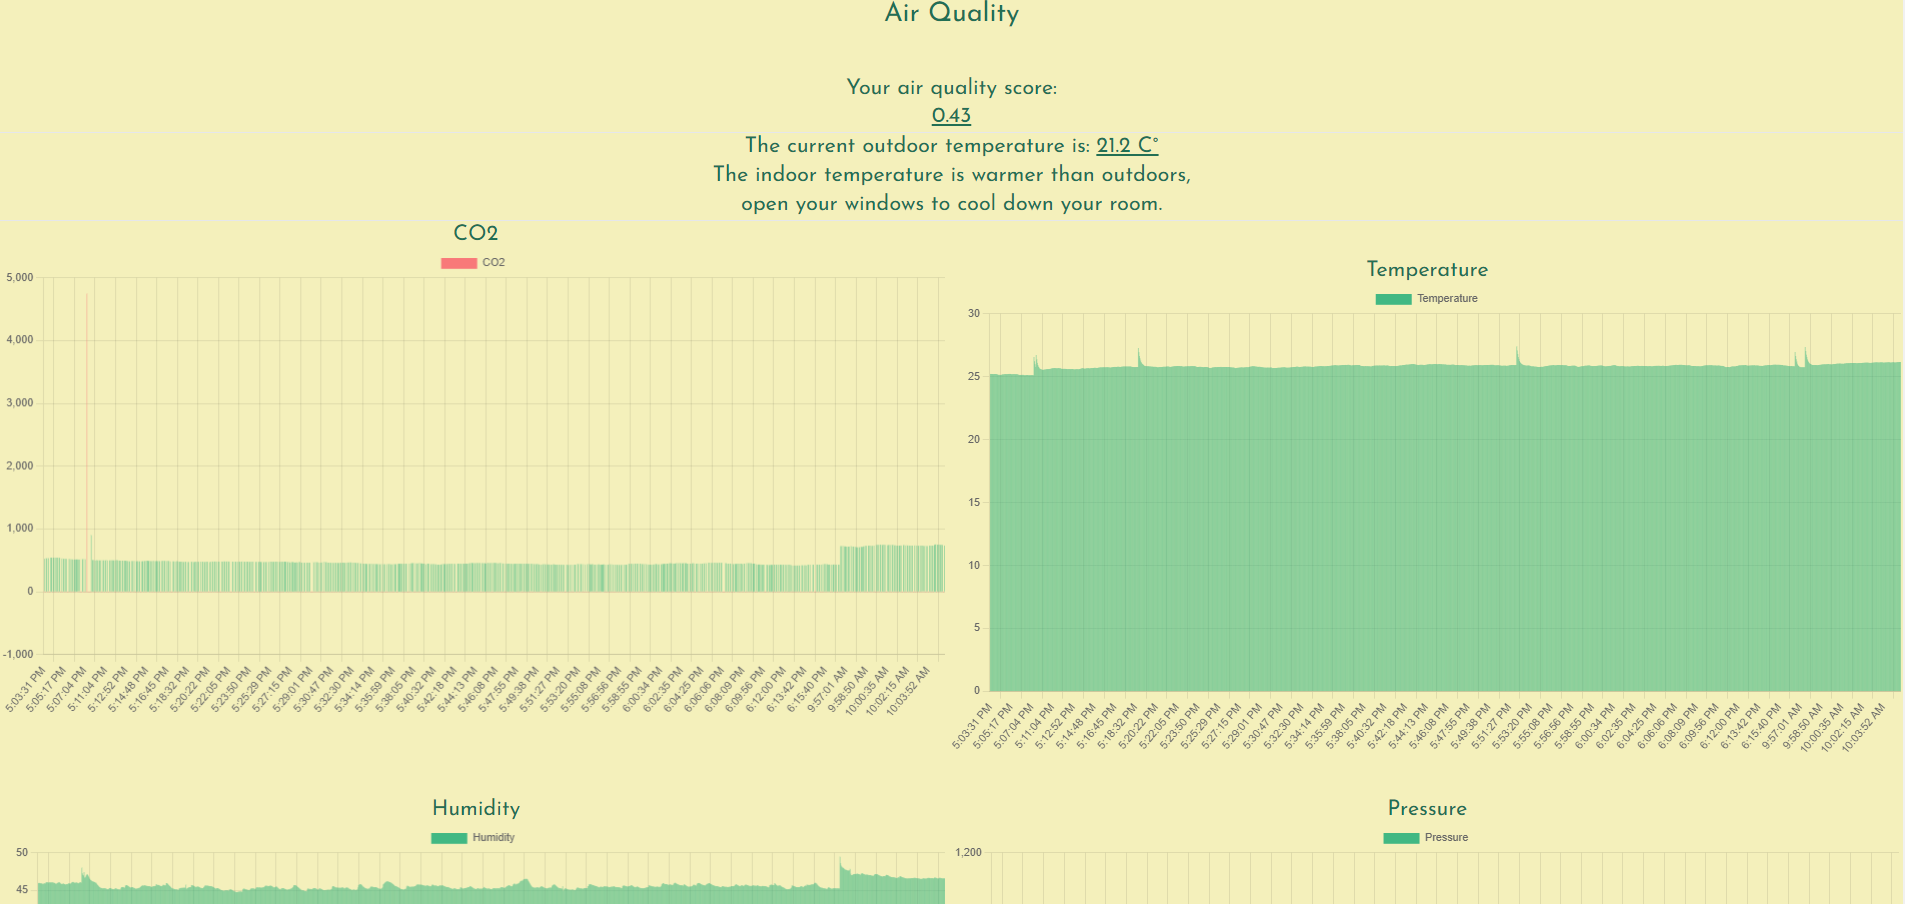 Air Quality
Your air quality score:
0.43
The current outdoor temperature is: 21.2 C°
The indoor temperature is warmer than outdoors,
open your windows to cool down your room.
CO2
CO2
5,000
4,000
3,000
2,000
1,000
0
-1,000
5:03:31 PM
5:05:17 PM
5:07:04 PM
5:11:04 PM
5:12:52 PM
5:14:48 PM
5:16:45 PM
5:18:32 PM
5:20:22 PM
5:22:05 PM
5:23:50 PM
5:25:29 PM
5:27:15 PM
5:29:01 PM
5:30:47 PM
5:32:30 PM
5:34:14 PM
5:35:59 PM
5:38:05 PM
5:40:32 PM
5:42:18 PM
5:44:13 PM
5:46:08 PM
5:47:55 PM
5:49:38 PM
5:51:27 PM
5:53:20 PM
5:55:08 PM
5:56:56 PM
5:58:55 PM
6:00:34 PM
6:02:35 PM
6:04:25 PM
6:06:06 PM
6:08:09 PM
6:09:56 PM
6:12:00 PM
6:13:42 PM
6:15:40 PM
9:57:01 AM
9:58:50 AM
10:00:35 AM
10:02:15 AM
10:03:52 AM
Temperature
Temperature
30
25
20
15
10
5
0
5:03:31 PM
5:05:17 PM
5:07:04 PM
5:11:04 PM
5:12:52 PM
5:14:48 PM
5:16:45 PM
5:18:32 PM
5:20:22 PM
5:22:05 PM
5:23:50 PM
5:25:29 PM
5:27:15 PM
5:29:01 PM
5:30:47 PM
5:32:30 PM
5:34:14 PM
5:35:59 PM
5:38:05 PM
5:40:32 PM
5:42:18 PM
5:44:13 PM
5:46:08 PM
5:47:55 PM
5:49:38 PM
5:51:27 PM
5:53:20 PM
5:55:08 PM
5:56:56 PM
5:58:55 PM
6:00:34 PM
6:02:35 PM
6:04:25 PM
6:06:06 PM
6:08:09 PM
6:09:56 PM
6:12:00 PM
6:13:42 PM
6:15:40 PM
9:57:01 AM
9:58:50 AM
10:00:35 AM
10:02:15 AM
10:03:52 AM
Humidity
Humidity
50
45
Pressure
Pressure
1,200